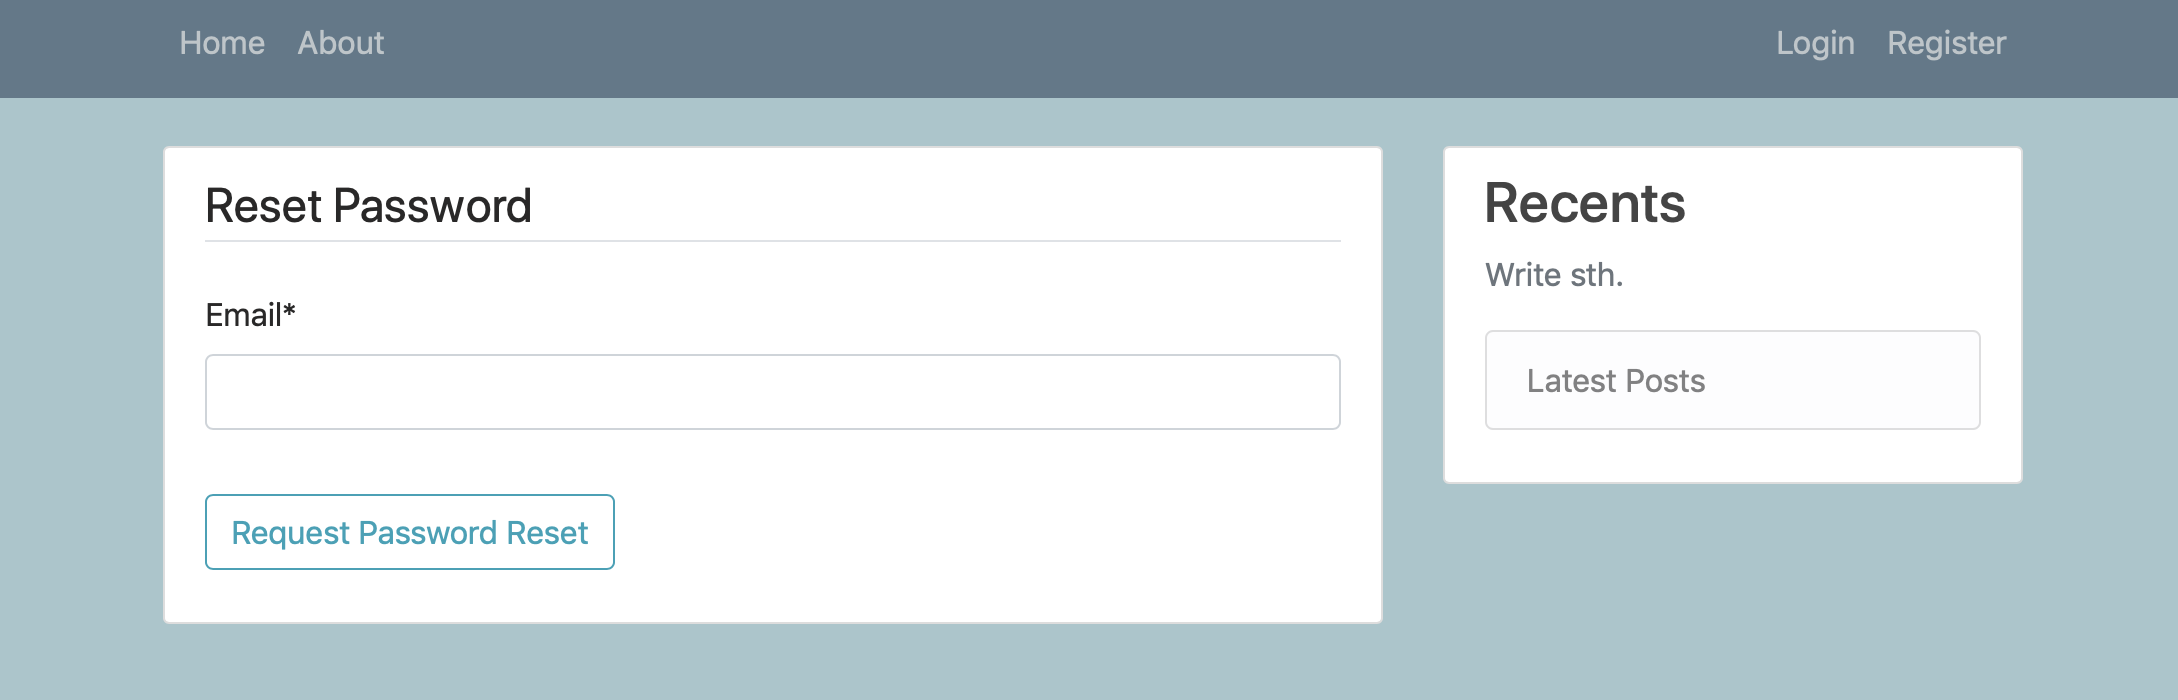 Home About Login Register
Reset Password
Email*
Request Password Reset
Recents
Write sth.
Latest Posts